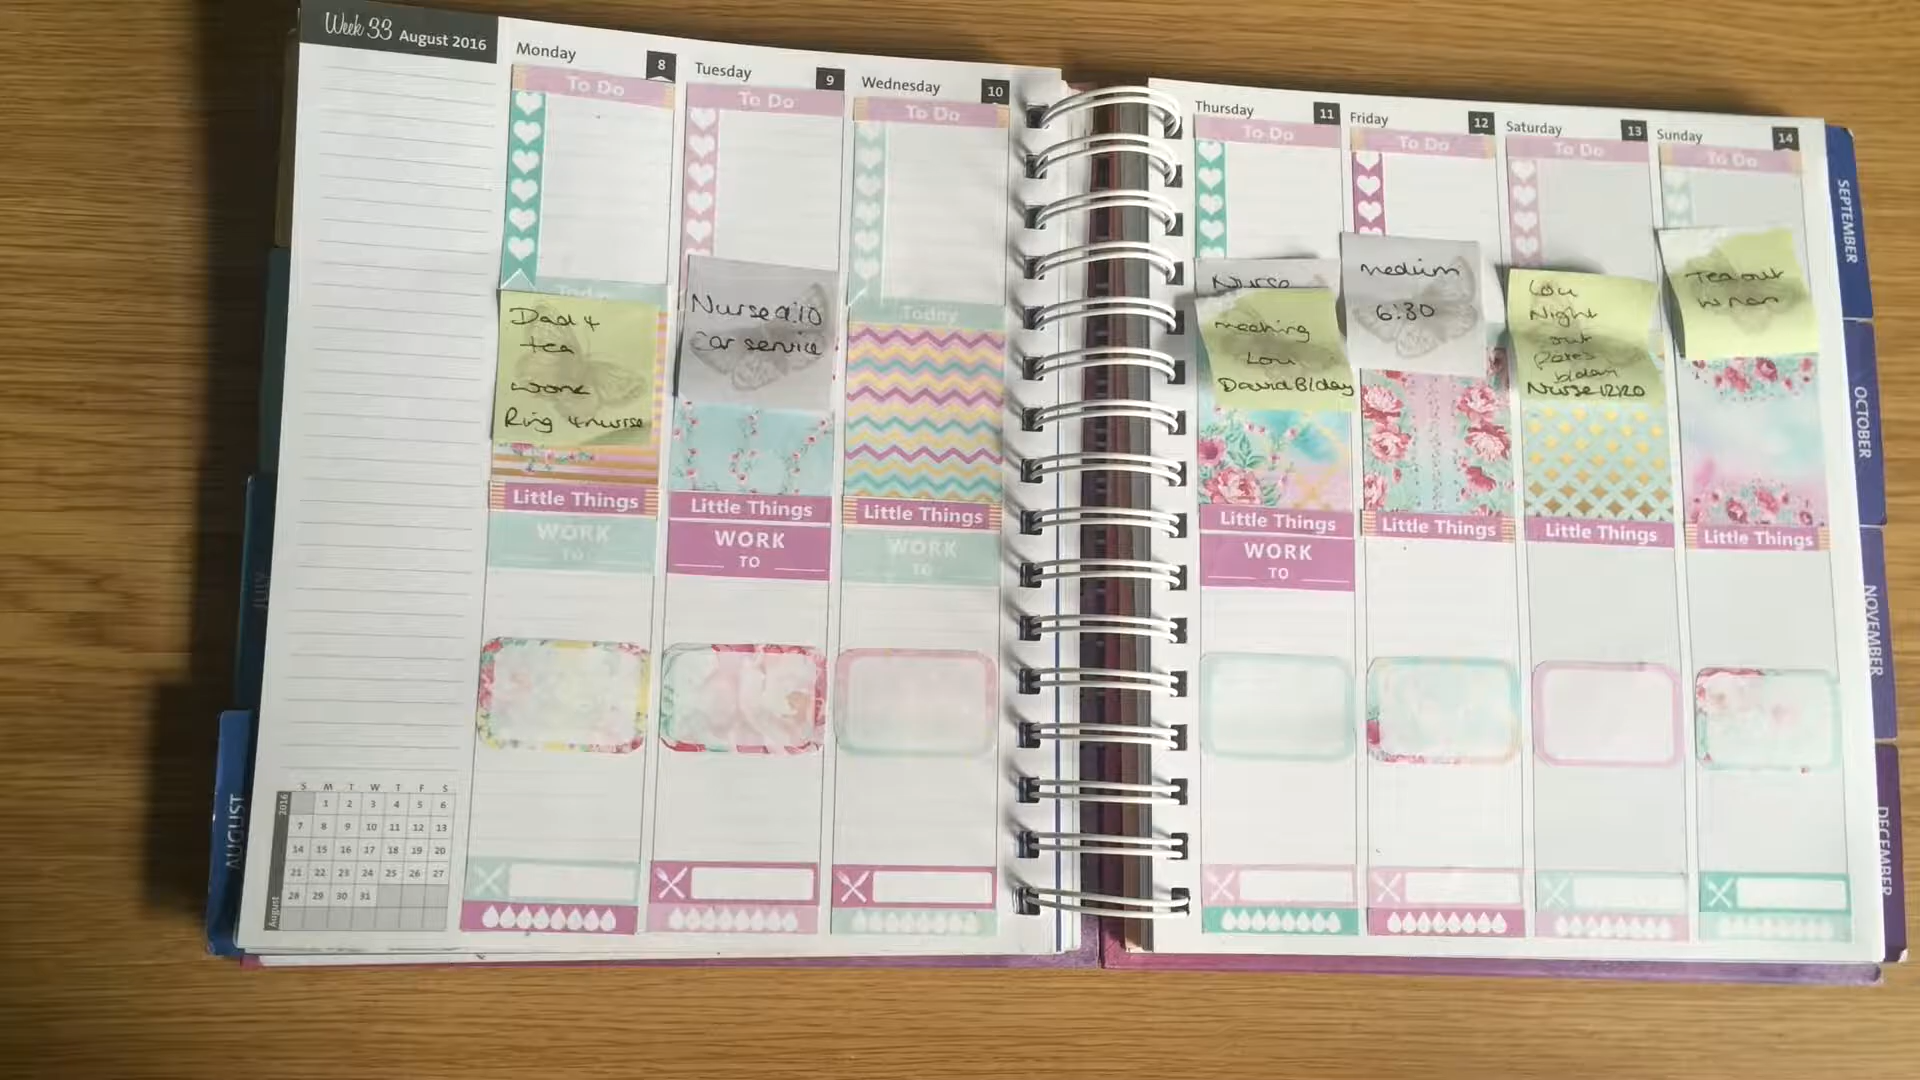 Week 33 August 2016
Monday 8
To Do
Today
Dad 4
tea
work
Ring 4 nurse
Little Things
WORK
TO
Tuesday 9
To Do
Nurse 9:10
Car service
Little Things
WORK
TO
Wednesday 10
To Do
Today
Little Things
WORK
TO
Thursday 11
To Do
Nurse
meeting
Lou
David B/day
Little Things
WORK
TO
Friday 12
To Do
medium
6:30
Little Things
Saturday 13
To Do
Lou
Night
out
b/day
Nurse 12:20
Little Things
Sunday 14
To Do
Tea out
Little Things
2016
S M T W T F S
1 2 3 4 5 6
7 8 9 10 11 12 13
14 15 16 17 18 19 20
21 22 23 24 25 26 27
28 29 30 31
August
JULY
AUGUST
SEPTEMBER
OCTOBER
NOVEMBER
DECEMBER